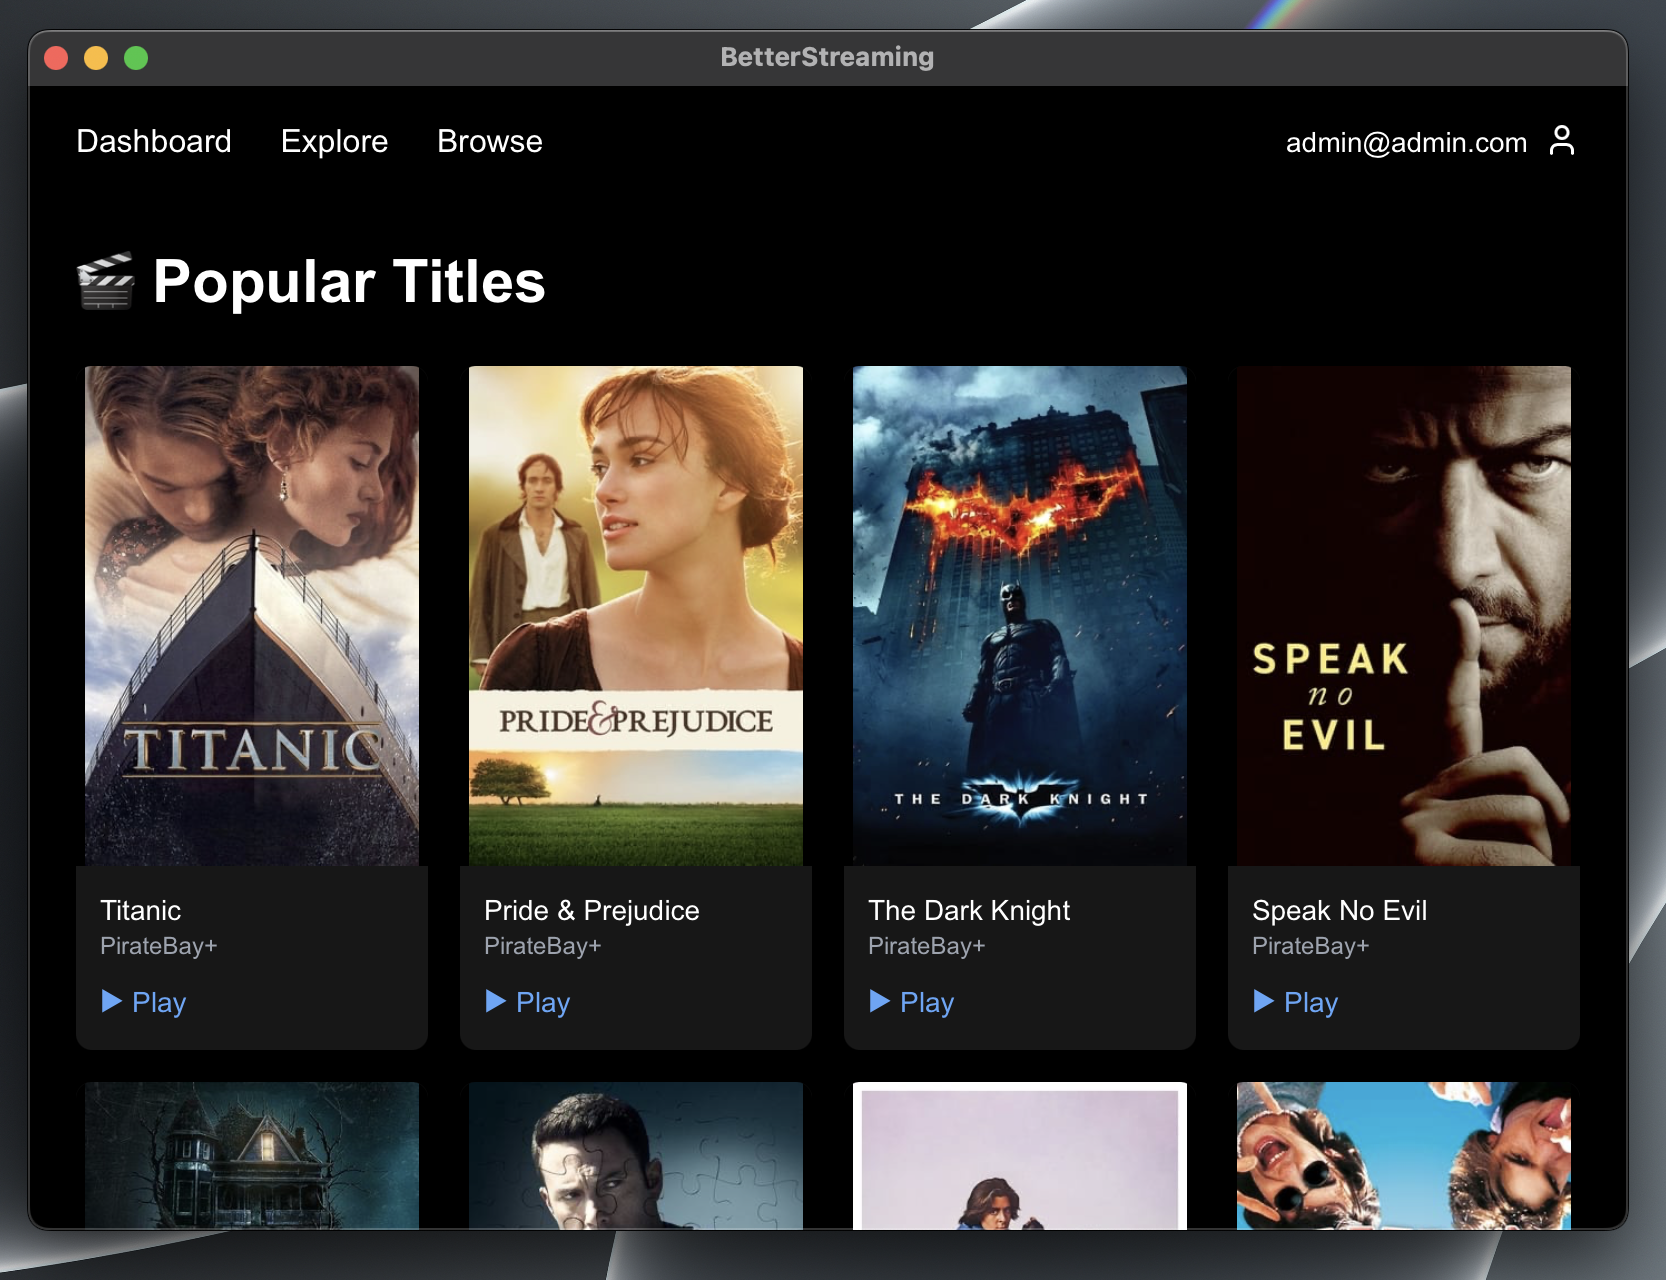 BetterStreaming
Dashboard Explore Browse admin@admin.com
Popular Titles
TITANIC
PRIDE & PREJUDICE
THE DARK KNIGHT
SPEAK
no
EVIL
Titanic
PirateBay+
Play
Pride & Prejudice
PirateBay+
Play
The Dark Knight
PirateBay+
Play
Speak No Evil
PirateBay+
Play